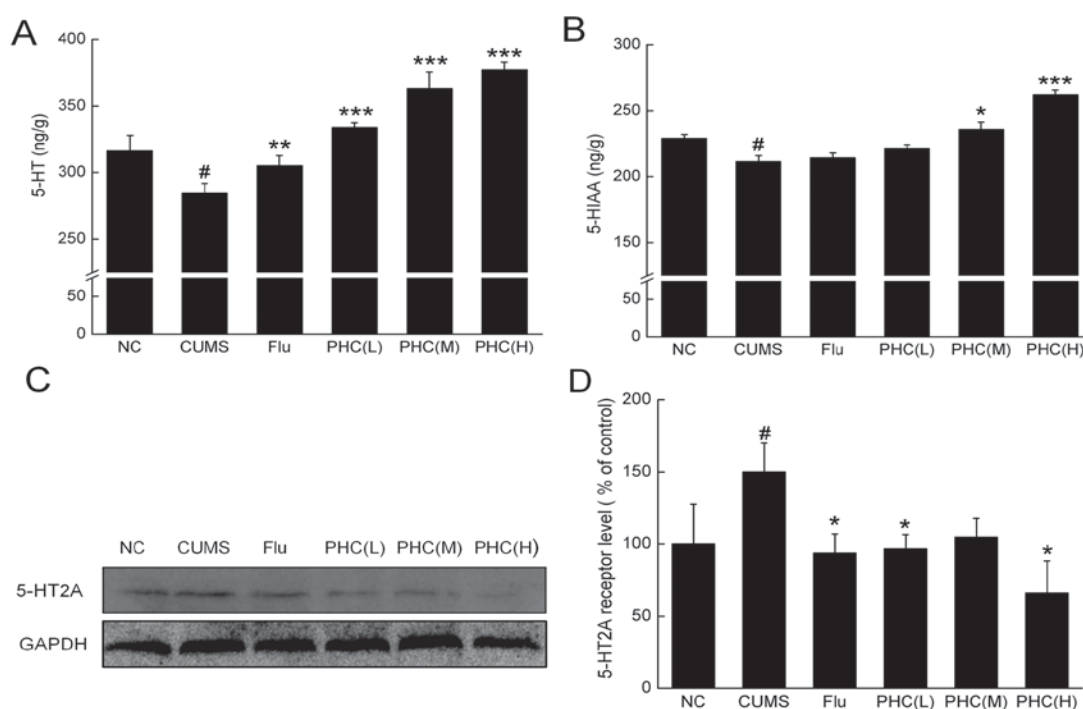 A
400
350
300
250
50
0
5-HT (ng/g)
#
**
***
***
***
NC CUMS Flu PHC(L) PHC(M) PHC(H)
B
300
250
200
150
50
0
5-HIAA (ng/g)
#
*
***
NC CUMS Flu PHC(L) PHC(M) PHC(H)
C
NC CUMS Flu PHC(L) PHC(M) PHC(H)
5-HT2A
GAPDH
D
200
150
100
50
0
5-HT2A receptor level ( % of control)
#
*
*
*
NC CUMS Flu PHC(L) PHC(M) PHC(H)